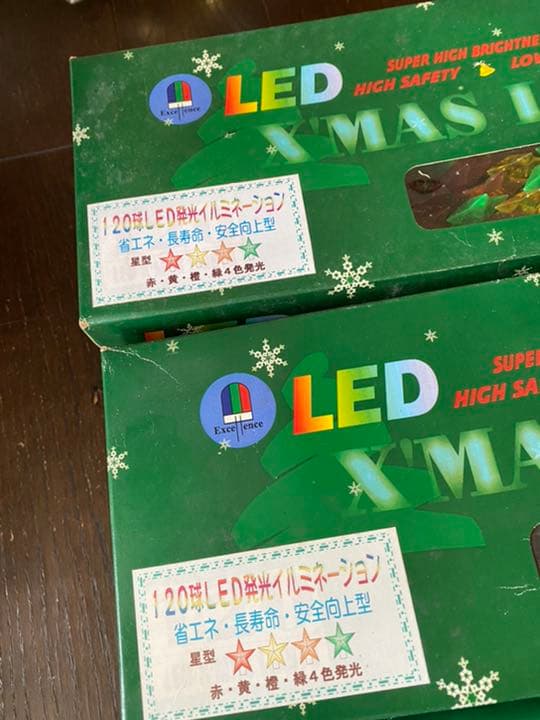 Excellence
LED
SUPER HIGH BRIGHTNE
HIGH SAFETY
LOW
X'MAS L
120球LED発光イルミネーション
省エネ・長寿命・安全向上型
星型
赤・黄・橙・緑4色発光
Excellence
LED
SUPE
HIGH SA
X'MA
120球LED発光イルミネーション
省エネ・長寿命・安全向上型
星型
赤・黄・橙・緑4色発光